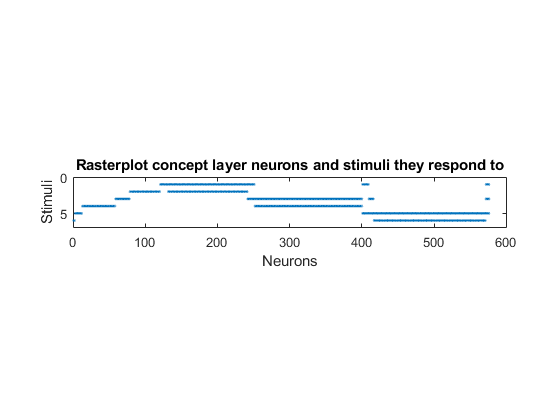 Rasterplot concept layer neurons and stimuli they respond to
Stimuli
0
5
0 100 200 300 400 500 600
Neurons